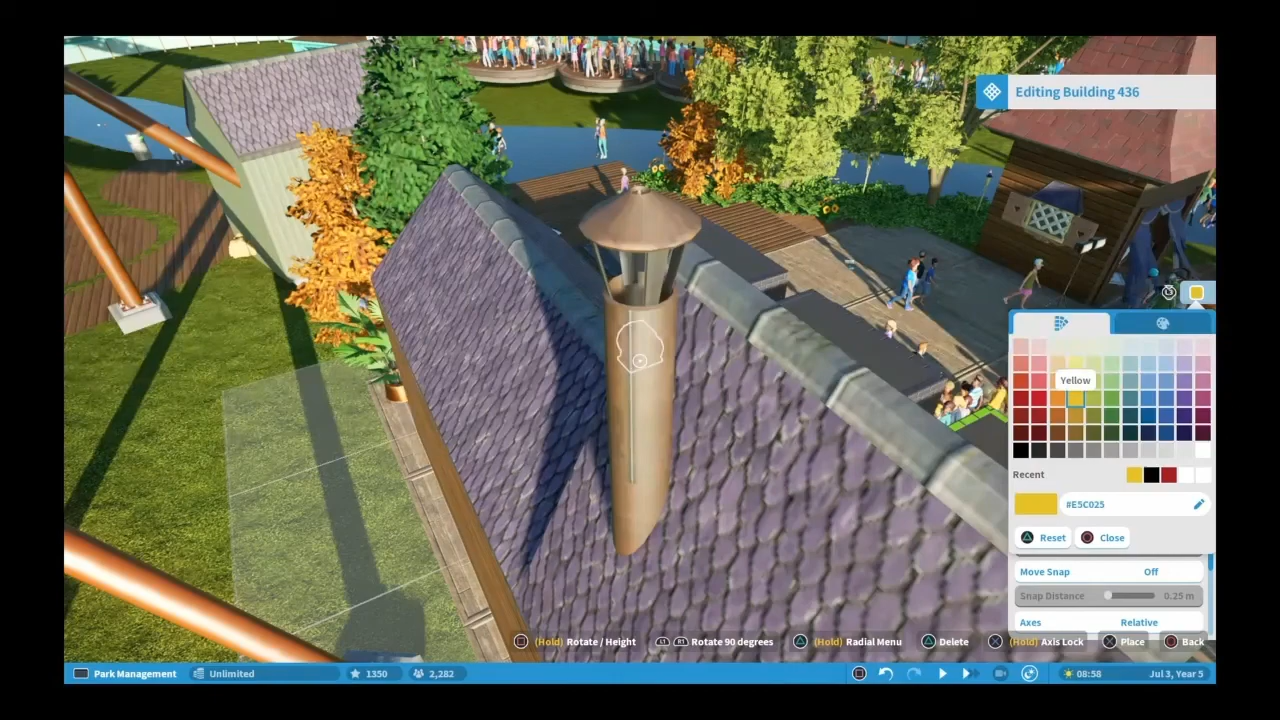 Editing Building 436
Yellow
Recent
#E5C025
Reset Close
Move Snap Off
Snap Distance 0.25 m
Axes Relative
(Hold) Rotate / Height L1 R1 Rotate 90 degrees (Hold) Radial Menu Delete (Hold) Axis Lock Place Back
Park Management Unlimited 1350 2,282 08:58 Jul 3, Year 5